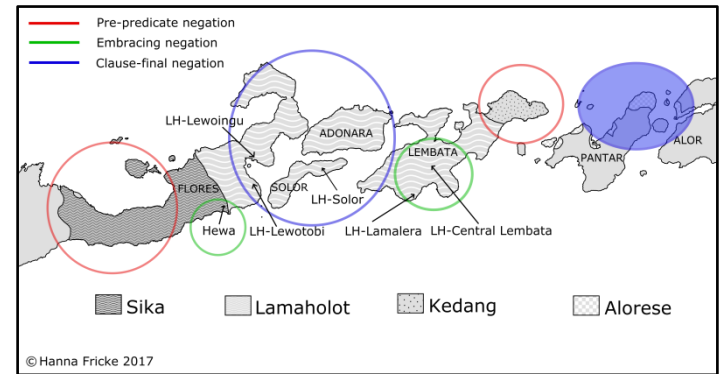 Pre-predicate negation
Embracing negation
Clause-final negation
LH-Lewoingu
ADONARA
LEMBATA
PANTAR
ALOR
FLORES
SOLOR
LH-Solor
Hewa
LH-Lewotobi
LH-Lamalera
LH-Central Lembata
Sika
Lamaholot
Kedang
Alorese
© Hanna Fricke 2017